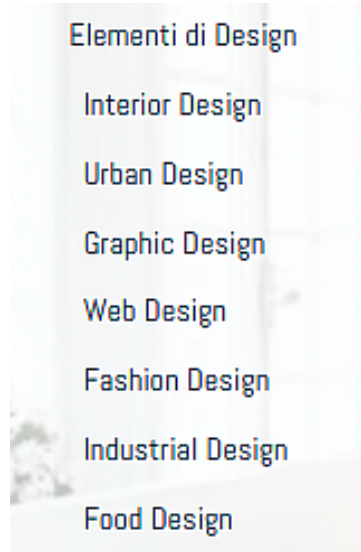 Elementi di Design
Interior Design
Urban Design
Graphic Design
Web Design
Fashion Design
Industrial Design
Food Design